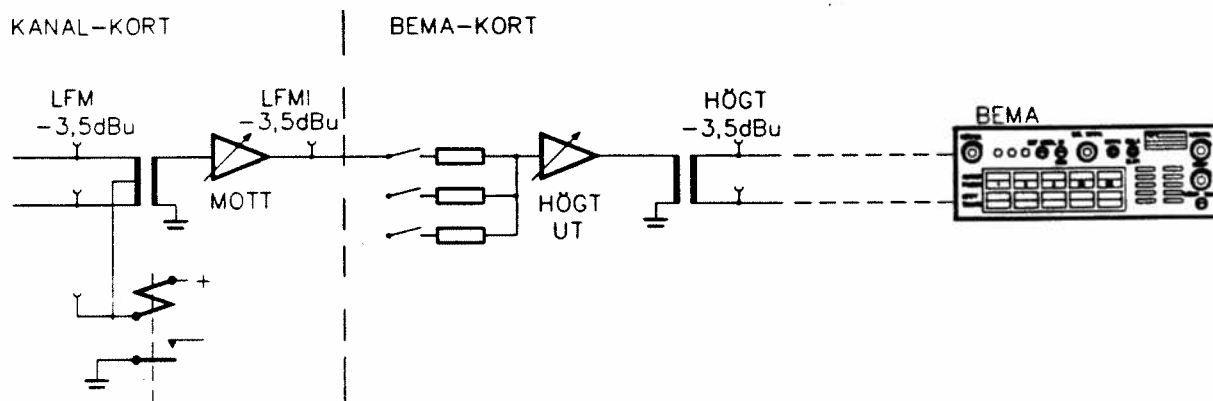 KANAL-KORT
BEMA-KORT
LFM
-3,5dBu
LFMI
-3,5dBu
HÖGT
-3,5dBu
BEMA
MOTT
HÖGT
UT
+